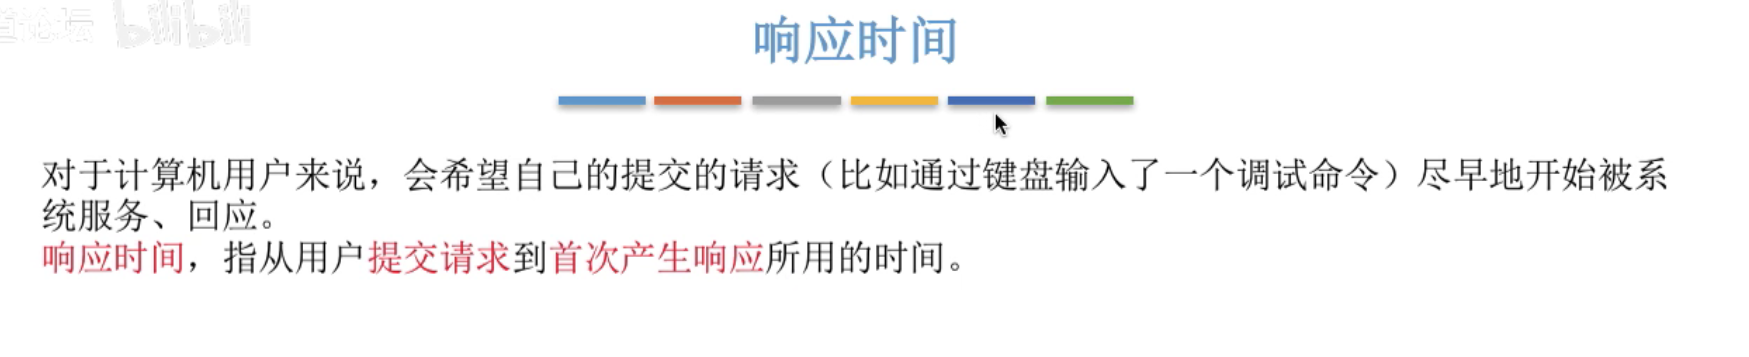 道论坛 bilibili
响应时间
对于计算机用户来说，会希望自己的提交的请求（比如通过键盘输入了一个调试命令）尽早地开始被系
统服务、回应。
响应时间，指从用户提交请求到首次产生响应所用的时间。